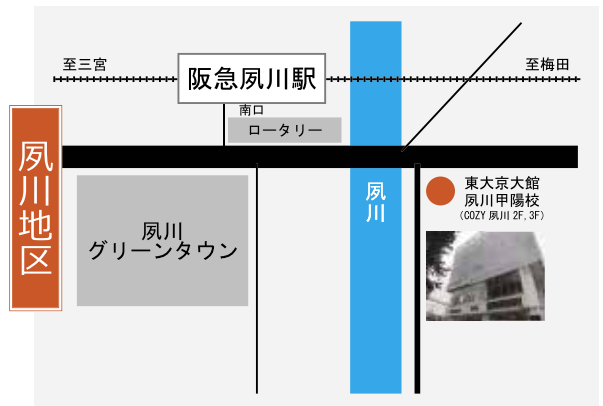 至三宮
阪急夙川駅
至梅田
南口
ロータリー
夙川地区
夙川
東大京大館
夙川甲陽校
(COZY 夙川 2F, 3F)
夙川
グリーンタウン